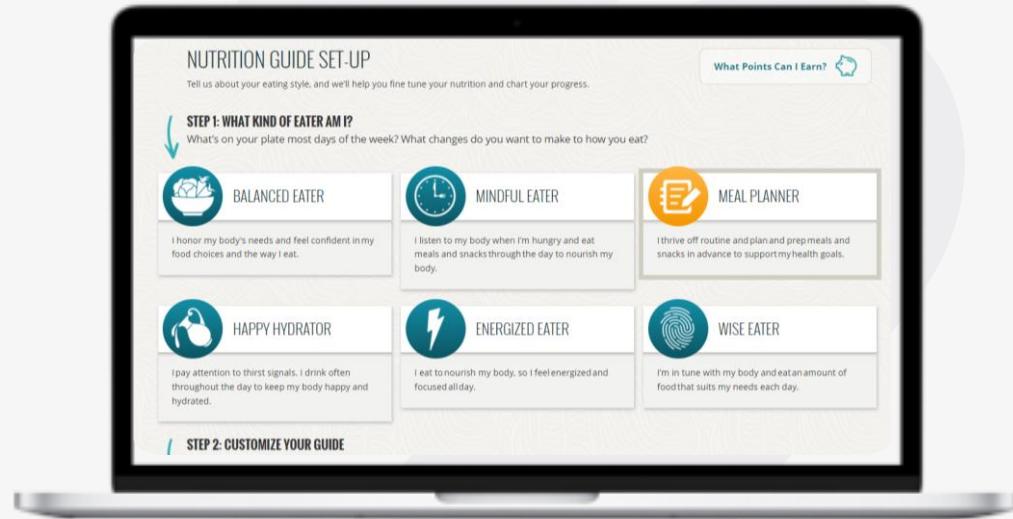 NUTRITION GUIDE SET-UP
Tell us about your eating style, and we'll help you fine tune your nutrition and chart your progress.
What Points Can I Earn?
STEP 1: WHAT KIND OF EATER AM I?
What's on your plate most days of the week? What changes do you want to make to how you eat?
BALANCED EATER
I honor my body's needs and feel confident in my
food choices and the way I eat.
MINDFUL EATER
I listen to my body when I'm hungry and eat
meals and snacks through the day to nourish my
body.
MEAL PLANNER
I thrive off routine and plan and prep meals and
snacks in advance to support my health goals.
HAPPY HYDRATOR
I pay attention to thirst signals. I drink often
throughout the day to keep my body happy and
hydrated.
ENERGIZED EATER
I eat to nourish my body, so I feel energized and
focused all day.
WISE EATER
I'm in tune with my body and eat an amount of
food that suits my needs each day.
STEP 2: CUSTOMIZE YOUR GUIDE